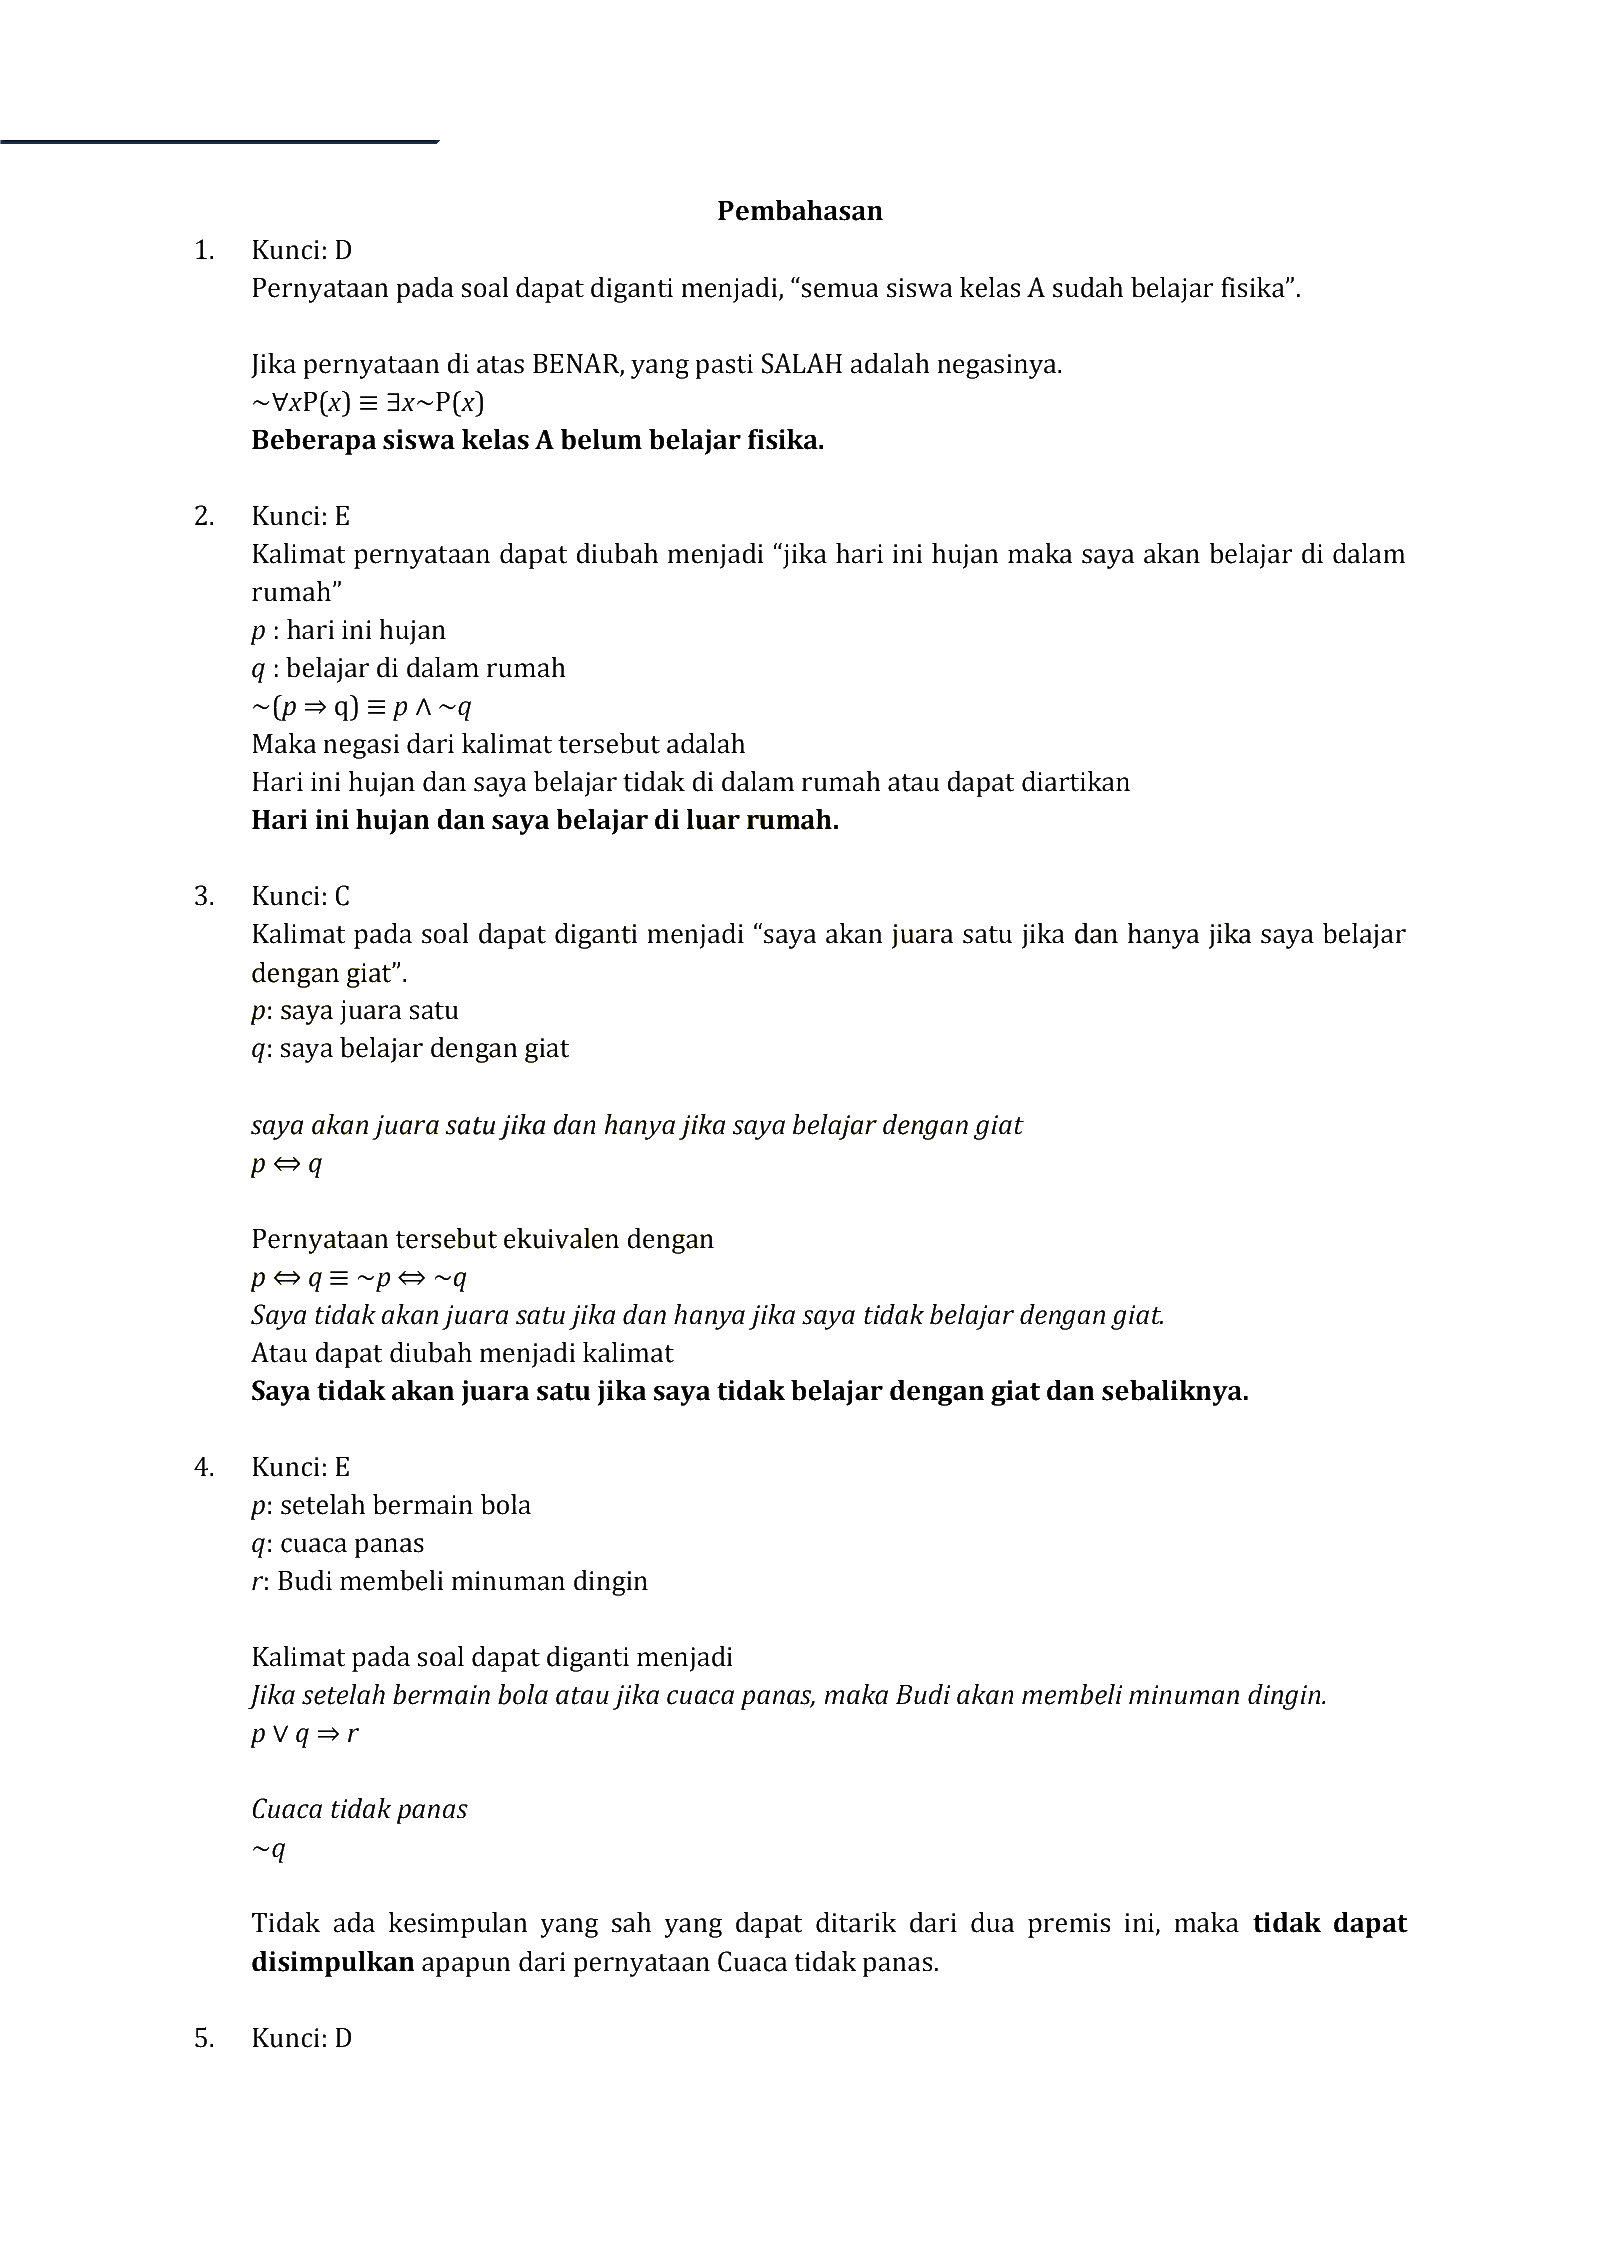 Pembahasan
1. Kunci: D
Pernyataan pada soal dapat diganti menjadi, “semua siswa kelas A sudah belajar fisika”.
Jika pernyataan di atas BENAR, yang pasti SALAH adalah negasinya.
~∀xP(x) ≡ ∃x~P(x)
Beberapa siswa kelas A belum belajar fisika.
2. Kunci: E
Kalimat pernyataan dapat diubah menjadi “jika hari ini hujan maka saya akan belajar di dalam
rumah”
p : hari ini hujan
q : belajar di dalam rumah
~(p ⇒ q) ≡ p ∧ ~q
Maka negasi dari kalimat tersebut adalah
Hari ini hujan dan saya belajar tidak di dalam rumah atau dapat diartikan
Hari ini hujan dan saya belajar di luar rumah.
3. Kunci: C
Kalimat pada soal dapat diganti menjadi “saya akan juara satu jika dan hanya jika saya belajar
dengan giat”.
p: saya juara satu
q: saya belajar dengan giat
saya akan juara satu jika dan hanya jika saya belajar dengan giat
p ⇔ q
Pernyataan tersebut ekuivalen dengan
p ⇔ q ≡ ~p ⇔ ~q
Saya tidak akan juara satu jika dan hanya jika saya tidak belajar dengan giat.
Atau dapat diubah menjadi kalimat
Saya tidak akan juara satu jika saya tidak belajar dengan giat dan sebaliknya.
4. Kunci: E
p: setelah bermain bola
q: cuaca panas
r: Budi membeli minuman dingin
Kalimat pada soal dapat diganti menjadi
Jika setelah bermain bola atau jika cuaca panas, maka Budi akan membeli minuman dingin.
p ∨ q ⇒ r
Cuaca tidak panas
~q
Tidak ada kesimpulan yang sah yang dapat ditarik dari dua premis ini, maka tidak dapat
disimpulkan apapun dari pernyataan Cuaca tidak panas.
5. Kunci: D